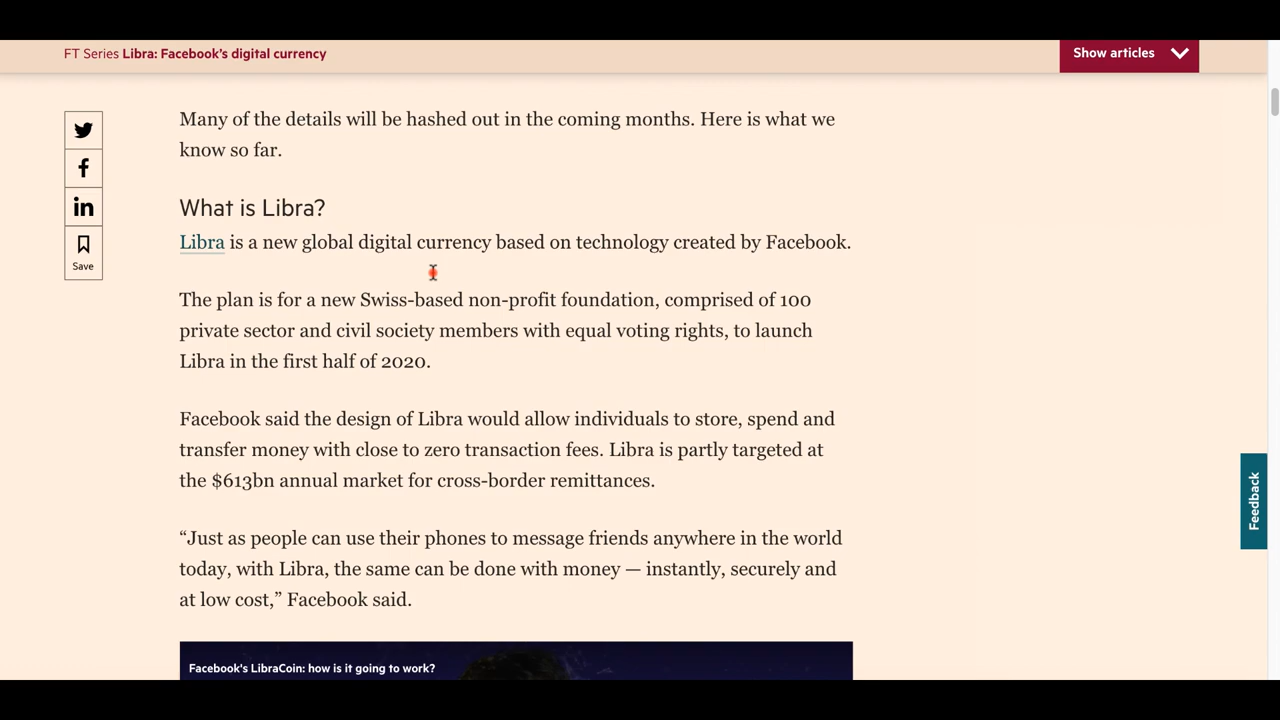 FT Series Libra: Facebook’s digital currency
Show articles
Many of the details will be hashed out in the coming months. Here is what we
know so far.
What is Libra?
Libra is a new global digital currency based on technology created by Facebook.
The plan is for a new Swiss-based non-profit foundation, comprised of 100
private sector and civil society members with equal voting rights, to launch
Libra in the first half of 2020.
Facebook said the design of Libra would allow individuals to store, spend and
transfer money with close to zero transaction fees. Libra is partly targeted at
the $613bn annual market for cross-border remittances.
“Just as people can use their phones to message friends anywhere in the world
today, with Libra, the same can be done with money — instantly, securely and
at low cost,” Facebook said.
Facebook's LibraCoin: how is it going to work?
Save
Feedback